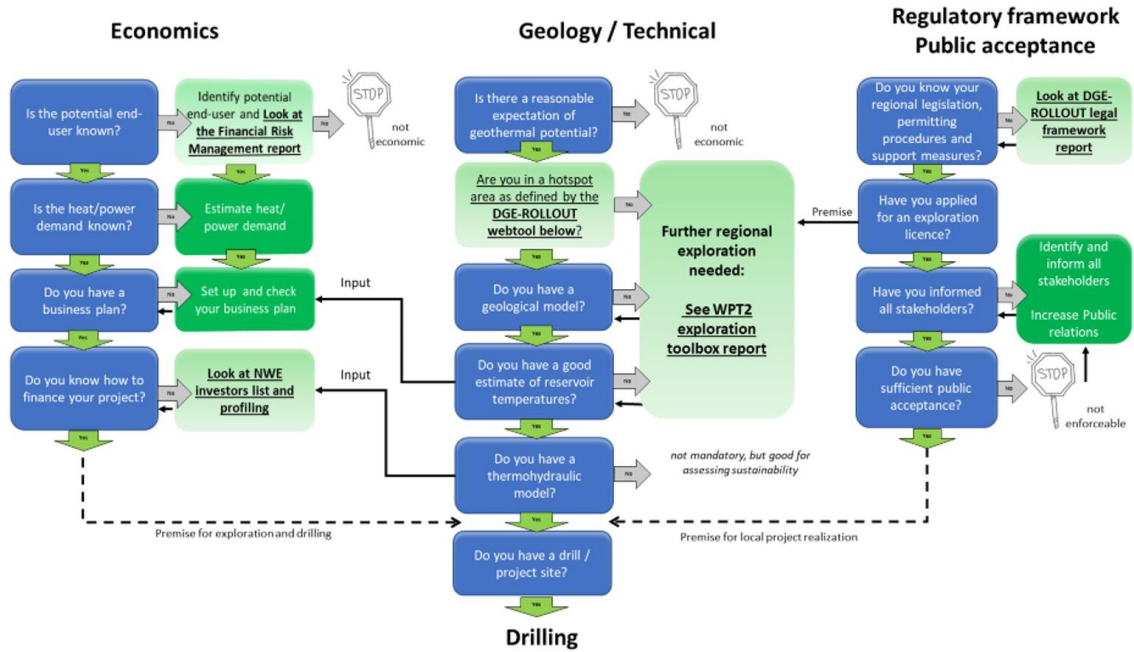 Economics
Is the potential end-
user known?
No
Identify potential
end-user and Look at
the Financial Risk
Management report
No
STOP
not
economic
Yes
Yes
Is the heat/power
demand known?
No
Estimate heat/
power demand
Yes
Yes
Do you have a
business plan?
No
Set up and check
your business plan
Yes
Do you know how to
finance your project?
No
Look at NWE
investors list and
profiling
Yes
Premise for exploration and drilling
Geology / Technical
Is there a reasonable
expectation of
geothermal potential?
No
STOP
not
economic
Yes
Are you in a hotspot
area as defined by the
DGE-ROLLOUT
webtool below?
No
Further regional
exploration
needed:
See WPT2
exploration
toolbox report
Yes
Input
Do you have a
geological model?
No
Yes
Input
Do you have a good
estimate of reservoir
temperatures?
No
Yes
Do you have a
thermohydraulic
model?
No
not mandatory, but good for
assessing sustainability
Yes
Do you have a drill /
project site?
Yes
Drilling
Regulatory framework
Public acceptance
Do you know your
regional legislation,
permitting
procedures and
support measures?
No
Look at DGE-
ROLLOUT legal
framework
report
Yes
Premise
Have you applied
for an exploration
licence?
Yes
Have you informed
all stakeholders?
No
Identify and
inform all
stakeholders
Increase Public
relations
Yes
Do you have
sufficient public
acceptance?
No
STOP
not
enforceable
Yes
Premise for local project realization